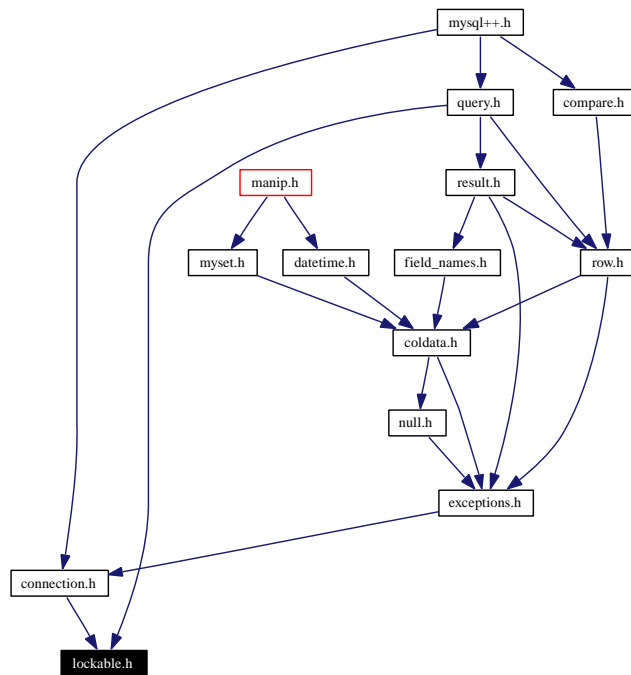 mysql++.h
query.h
compare.h
manip.h
result.h
myset.h
datetime.h
field_names.h
row.h
coldata.h
null.h
exceptions.h
connection.h
lockable.h